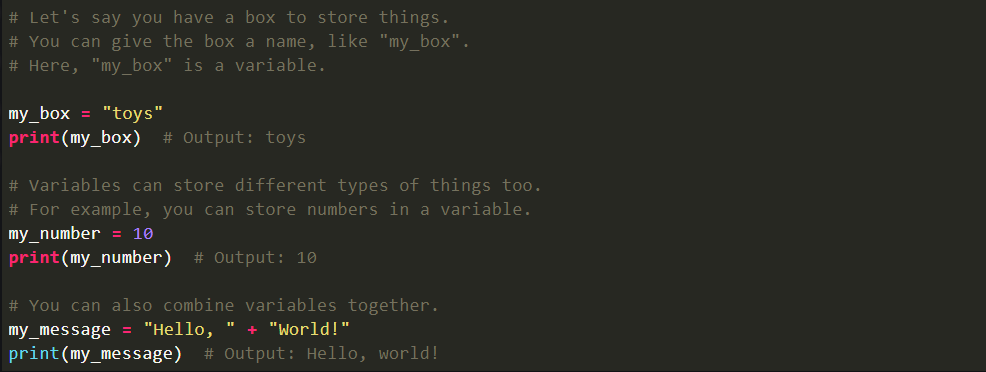 # Let's say you have a box to store things.
# You can give the box a name, like "my_box".
# Here, "my_box" is a variable.
my_box = "toys"
print(my_box)  # Output: toys
# Variables can store different types of things too.
# For example, you can store numbers in a variable.
my_number = 10
print(my_number)  # Output: 10
# You can also combine variables together.
my_message = "Hello, " + "World!"
print(my_message)  # Output: Hello, world!